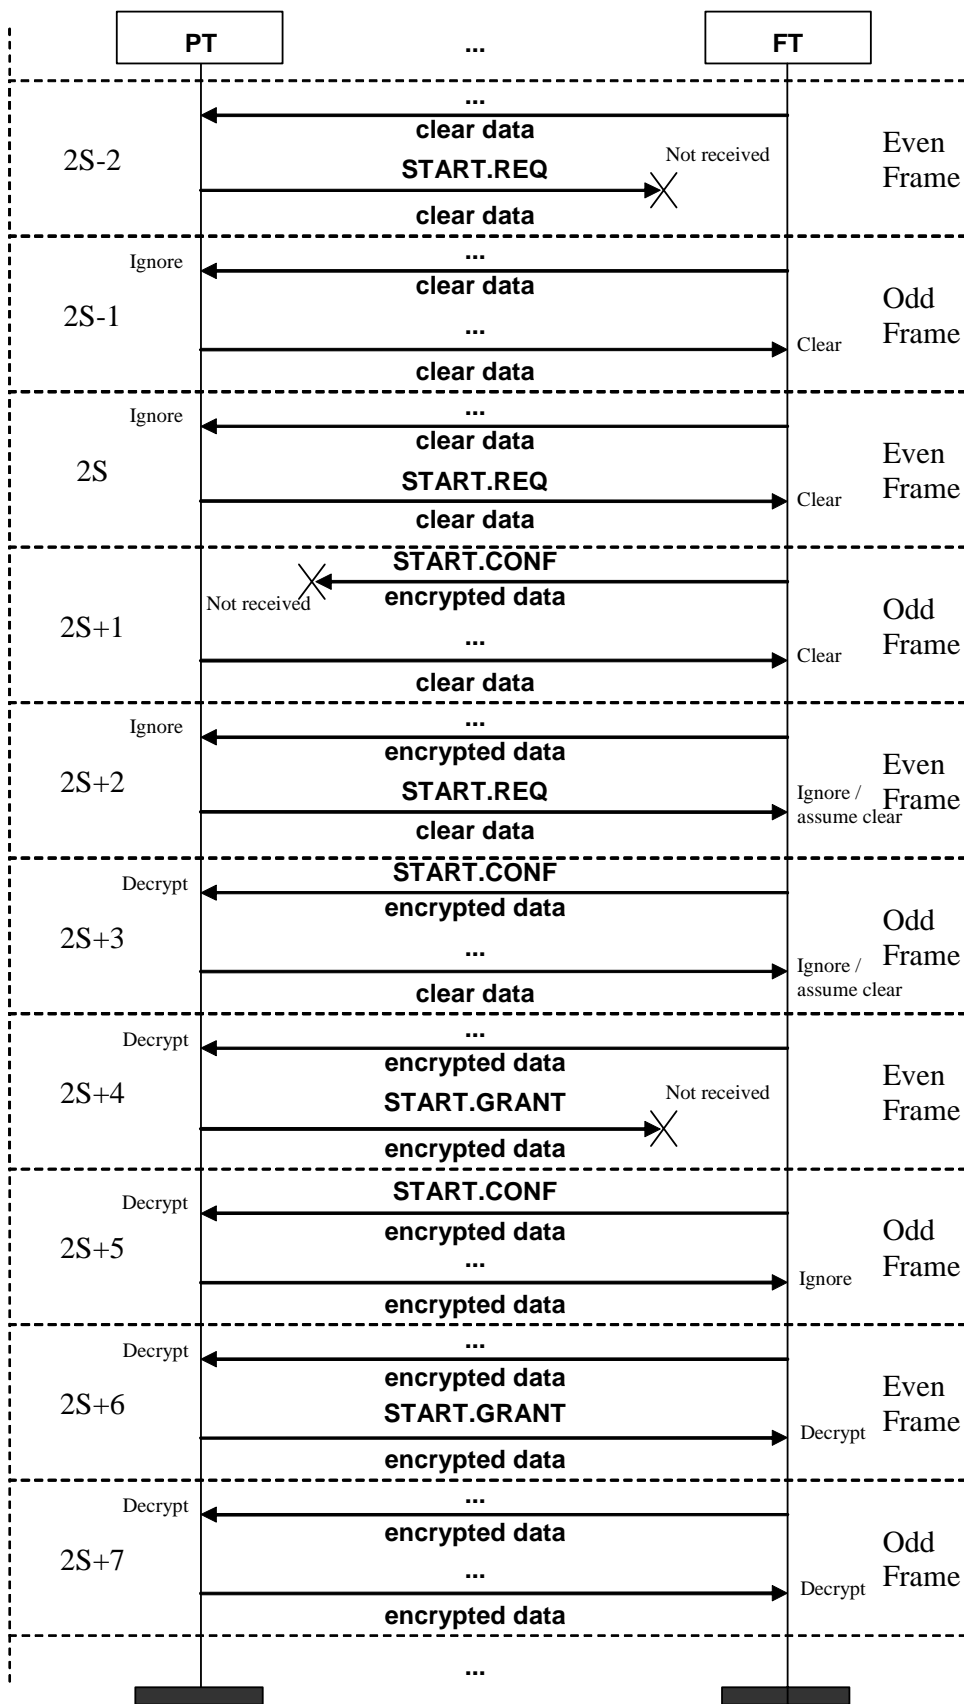 PT ... FT
...
clear data
2S-2
START.REQ
Not received
clear data
Even
Frame
Ignore
...
clear data
2S-1
...
Clear
clear data
Odd
Frame
Ignore
...
clear data
2S
START.REQ
Clear
clear data
Even
Frame
START.CONF
Not received
encrypted data
2S+1
...
Clear
clear data
Odd
Frame
Ignore
...
encrypted data
2S+2
START.REQ
Ignore /
assume clear
clear data
Even
Frame
Decrypt
START.CONF
encrypted data
2S+3
...
Ignore /
assume clear
clear data
Odd
Frame
Decrypt
...
encrypted data
2S+4
START.GRANT
Not received
encrypted data
Even
Frame
Decrypt
START.CONF
encrypted data
2S+5
...
Ignore
encrypted data
Odd
Frame
Decrypt
...
encrypted data
2S+6
START.GRANT
Decrypt
encrypted data
Even
Frame
Decrypt
...
encrypted data
2S+7
...
Decrypt
encrypted data
Odd
Frame
...